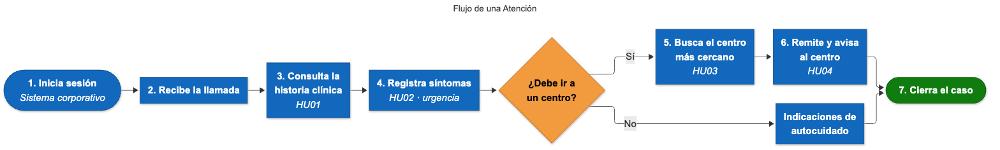 Flujo de una Atención
1. Inicia sesión
Sistema corporativo
2. Recibe la llamada
3. Consulta la
historia clínica
HU01
4. Registra síntomas
HU02 · urgencia
¿Debe ir a
un centro?
Sí
5. Busca el centro
más cercano
HU03
6. Remite y avisa
al centro
HU04
No
Indicaciones de
autocuidado
7. Cierra el caso